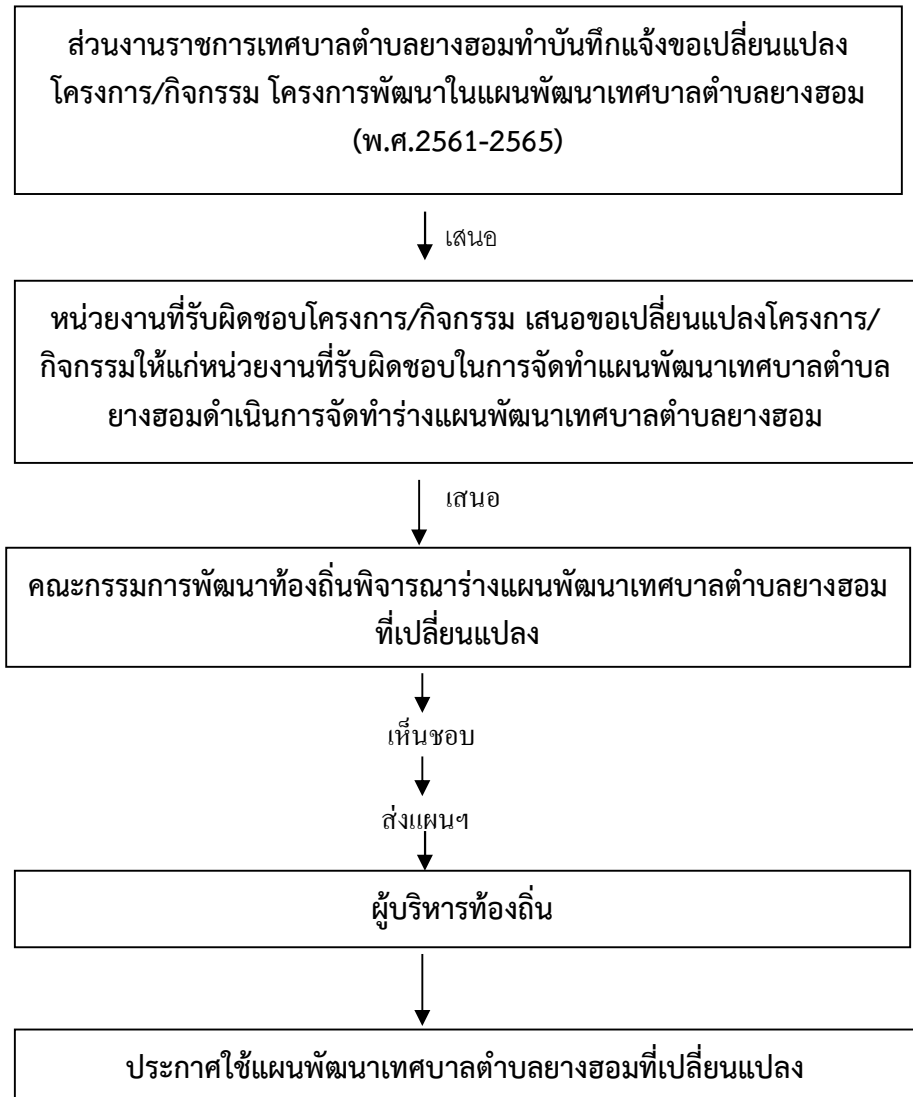 ส่วนงานราชการเทศบาลตำบลยางฮอมทำบันทึกแจ้งขอเปลี่ยนแปลง
โครงการ/กิจกรรม โครงการพัฒนาในแผนพัฒนาเทศบาลตำบลยางฮอม
(พ.ศ.2561-2565)
เสนอ
หน่วยงานที่รับผิดชอบโครงการ/กิจกรรม เสนอขอเปลี่ยนแปลงโครงการ/
กิจกรรมให้แก่หน่วยงานที่รับผิดชอบในการจัดทำแผนพัฒนาเทศบาลตำบล
ยางฮอมดำเนินการจัดทำร่างแผนพัฒนาเทศบาลตำบลยางฮอม
เสนอ
คณะกรรมการพัฒนาท้องถิ่นพิจารณาร่างแผนพัฒนาเทศบาลตำบลยางฮอม
ที่เปลี่ยนแปลง
เห็นชอบ
ส่งแผนฯ
ผู้บริหารท้องถิ่น
ประกาศใช้แผนพัฒนาเทศบาลตำบลยางฮอมที่เปลี่ยนแปลง